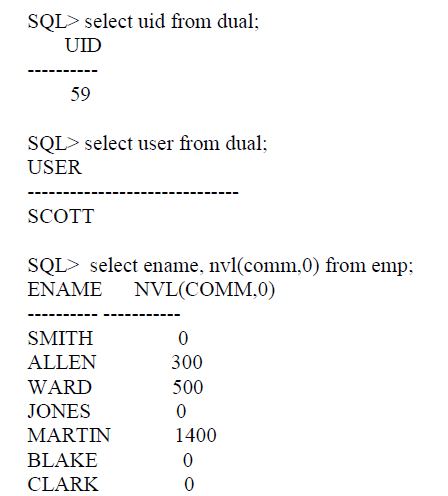 SQL> select uid from dual;
UID
----------
59
SQL> select user from dual;
USER
------------------------------
SCOTT
SQL>  select ename, nvl(comm,0) from emp;
ENAME NVL(COMM,0)
---------- -----------
SMITH 0
ALLEN 300
WARD 500
JONES 0
MARTIN 1400
BLAKE 0
CLARK 0